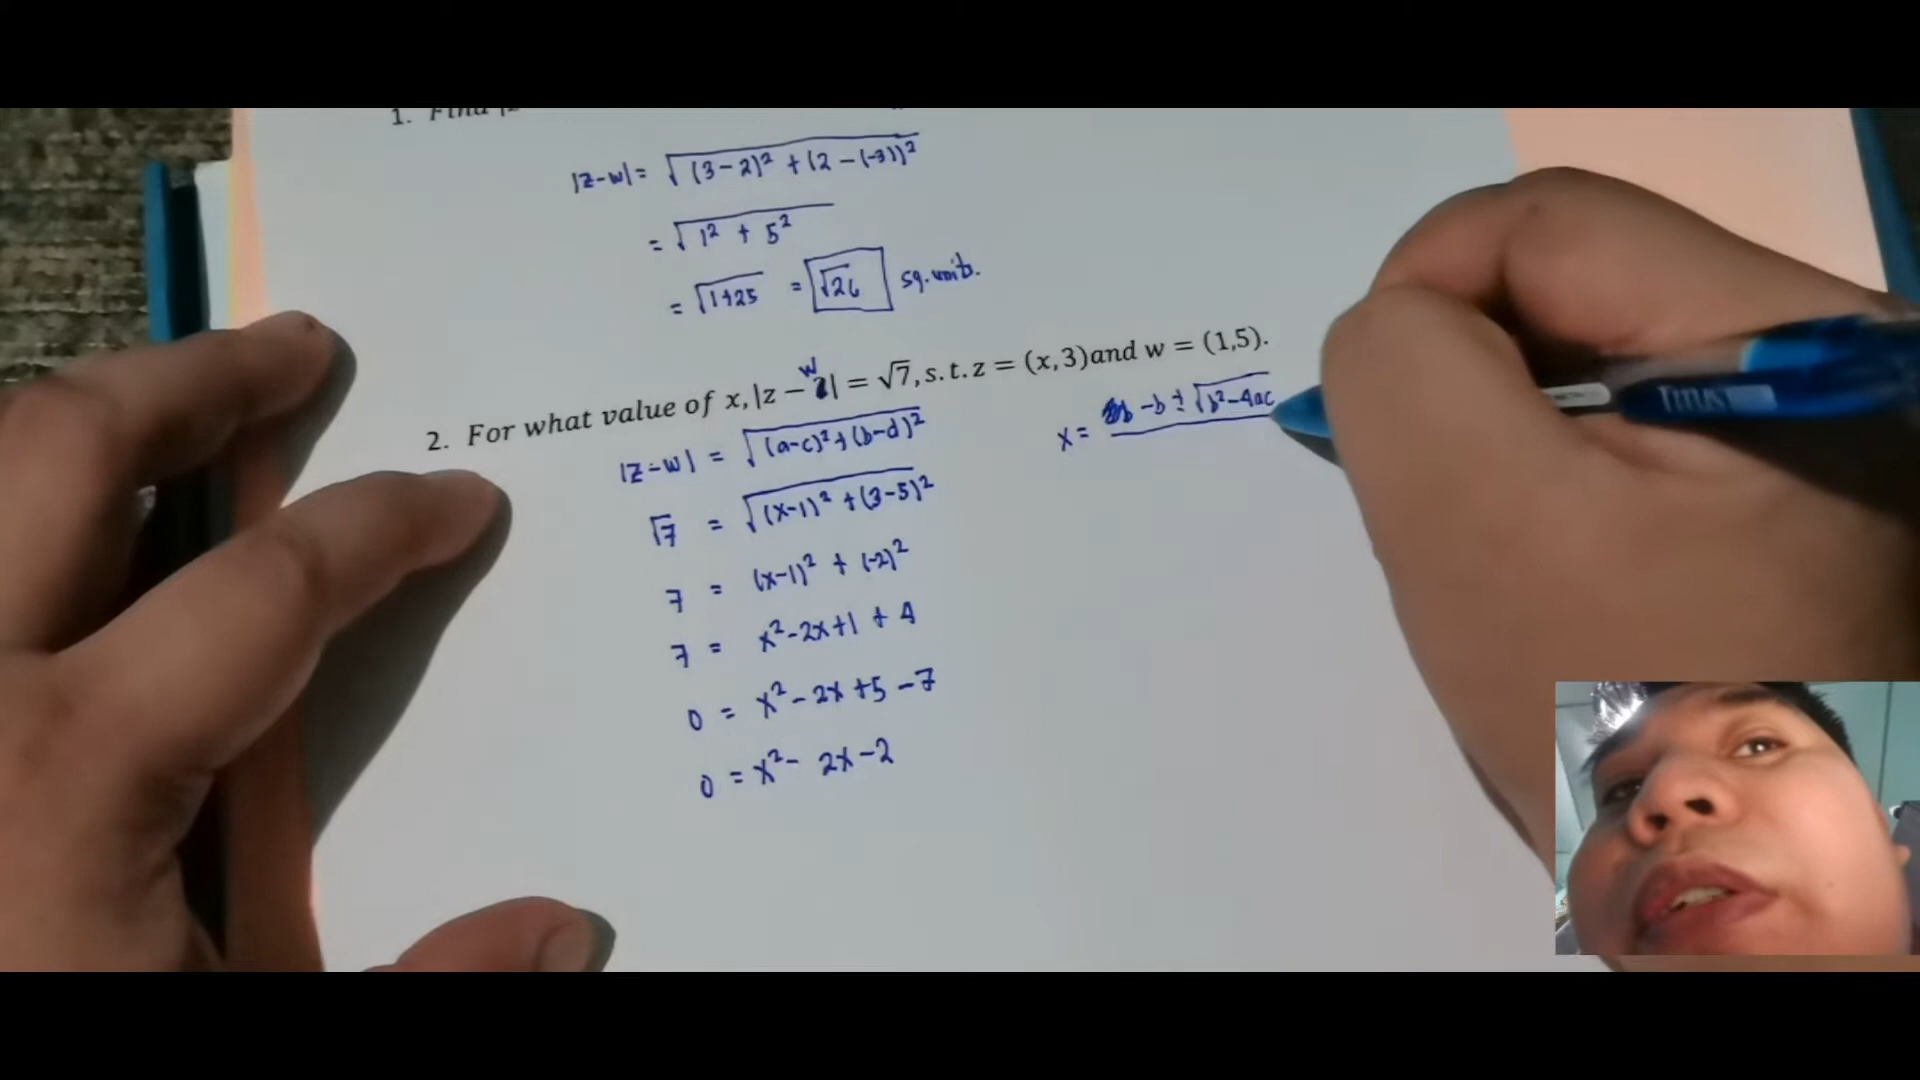 1. Find |z
|z-w| = √(3-2)² + (2-(-3))²
= √1² + 5²
= √1+25 = √26 sq. units.
2. For what value of x, |z − w| = √7, s.t. z = (x, 3) and w = (1,5).
|z-w| = √(a-c)² + (b-d)²
√7 = √(x-1)² + (3-5)²
7 = (x-1)² + (-2)²
7 = x²-2x+1 + 4
0 = x² - 2x + 5 - 7
0 = x² - 2x - 2
x = -b ± √b²-4ac
TITUS